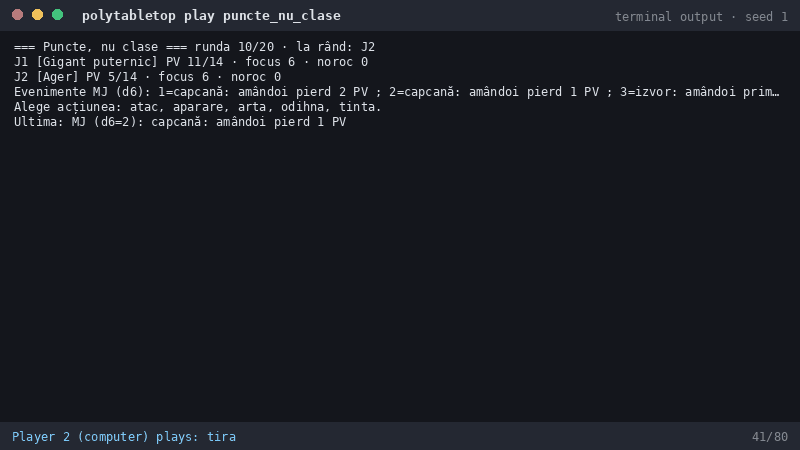 polytabletop play puncte_nu_clase
terminal output · seed 1
=== Puncte, nu clase === runda 10/20 · la rând: J2
J1 [Gigant puternic] PV 11/14 · focus 6 · noroc 0
J2 [Ager] PV 5/14 · focus 6 · noroc 0
Evenimente MJ (d6): 1=capcană: amândoi pierd 2 PV ; 2=capcană: amândoi pierd 1 PV ; 3=izvor: amândoi prim…
Alege acțiunea: atac, aparare, arta, odihna, tinta.
Ultima: MJ (d6=2): capcană: amândoi pierd 1 PV
Player 2 (computer) plays: tira
41/80